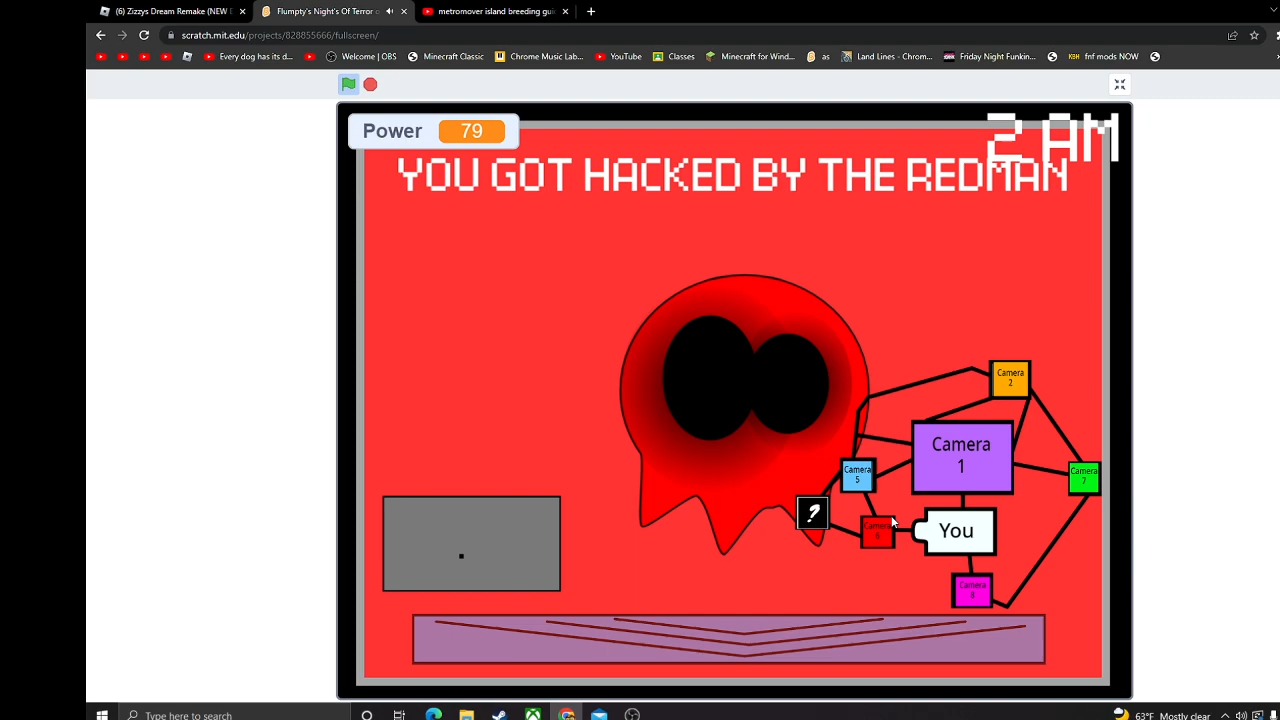 (6) Zizzys Dream Remake (NEW E
Flumpty's Night's Of Terror o
metromover island breeding gui
scratch.mit.edu/projects/828855666/fullscreen/
Every dog has its d...
Welcome | OBS
Minecraft Classic
Chrome Music Lab...
YouTube
Classes
Minecraft for Wind...
as
Land Lines - Chrom...
Friday Night Funkin...
KBH
fnf mods NOW
Power 79
2 AM
YOU GOT HACKED BY THE REDMAN
Camera
2
Camera
1
Camera
5
Camera
7
?
Camera
6
You
Camera
8
Type here to search
63°F Mostly clear